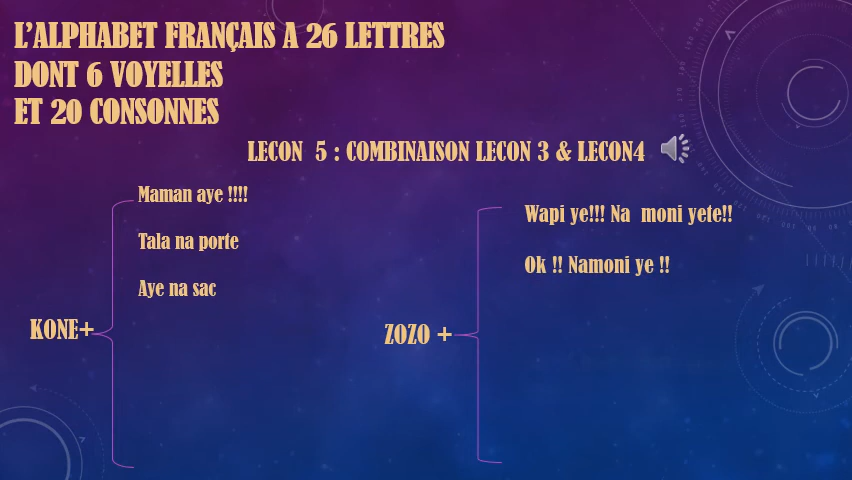 L’ALPHABET FRANÇAIS A 26 LETTRES
DONT 6 VOYELLES
ET 20 CONSONNES
LECON 5 : COMBINAISON LECON 3 & LECON4
KONE+
Maman aye !!!!
Tala na porte
Aye na sac
ZOZO +
Wapi ye!!! Na moni yete!!
Ok !! Namoni ye !!